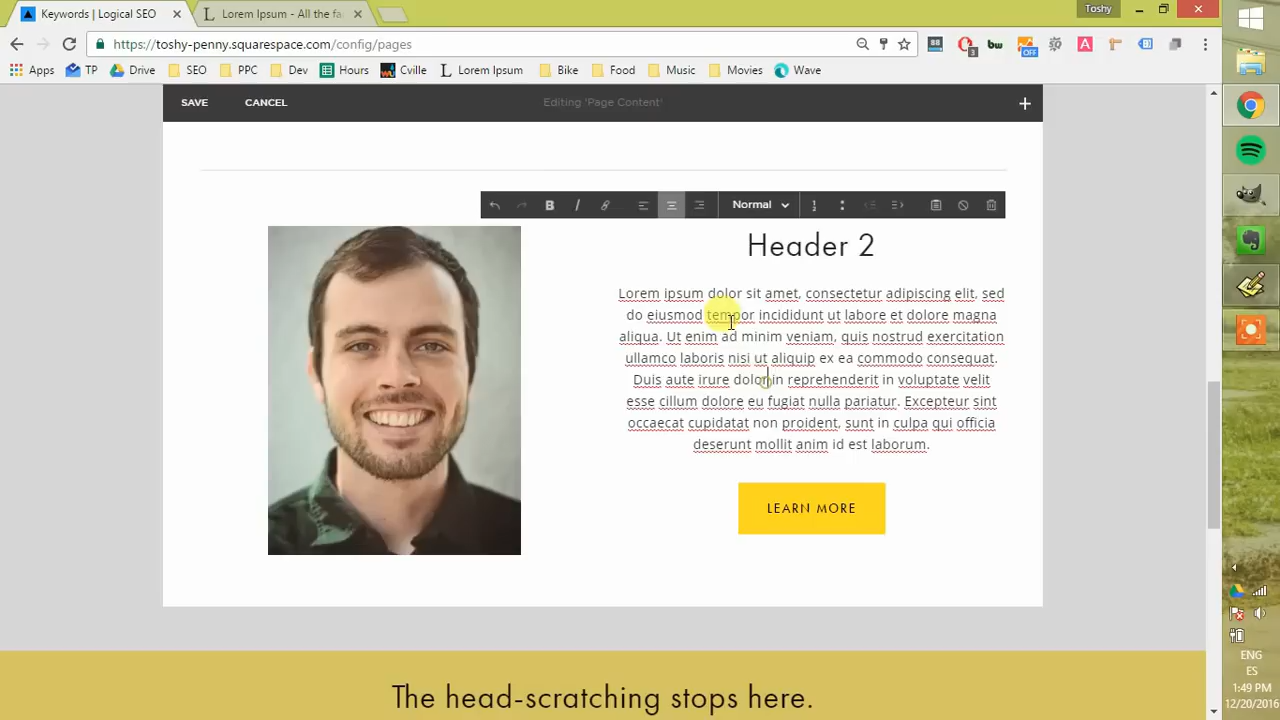 Keywords | Logical SEO
Lorem Ipsum - All the fa
Toshy
https://toshy-penny.squarespace.com/config/pages
88
3
bw
OFF
A
Apps
TP
Drive
SEO
PPC
Dev
Hours
Cville
Lorem Ipsum
Bike
Food
Music
Movies
Wave
SAVE
CANCEL
Editing 'Page Content'
Normal
Header 2
Lorem ipsum dolor sit amet, consectetur adipiscing elit, sed
do eiusmod tempor incididunt ut labore et dolore magna
aliqua. Ut enim ad minim veniam, quis nostrud exercitation
ullamco laboris nisi ut aliquip ex ea commodo consequat.
Duis aute irure dolor in reprehenderit in voluptate velit
esse cillum dolore eu fugiat nulla pariatur. Excepteur sint
occaecat cupidatat non proident, sunt in culpa qui officia
deserunt mollit anim id est laborum.
LEARN MORE
The head-scratching stops here.
ENG
ES
1:49 PM
12/20/2016